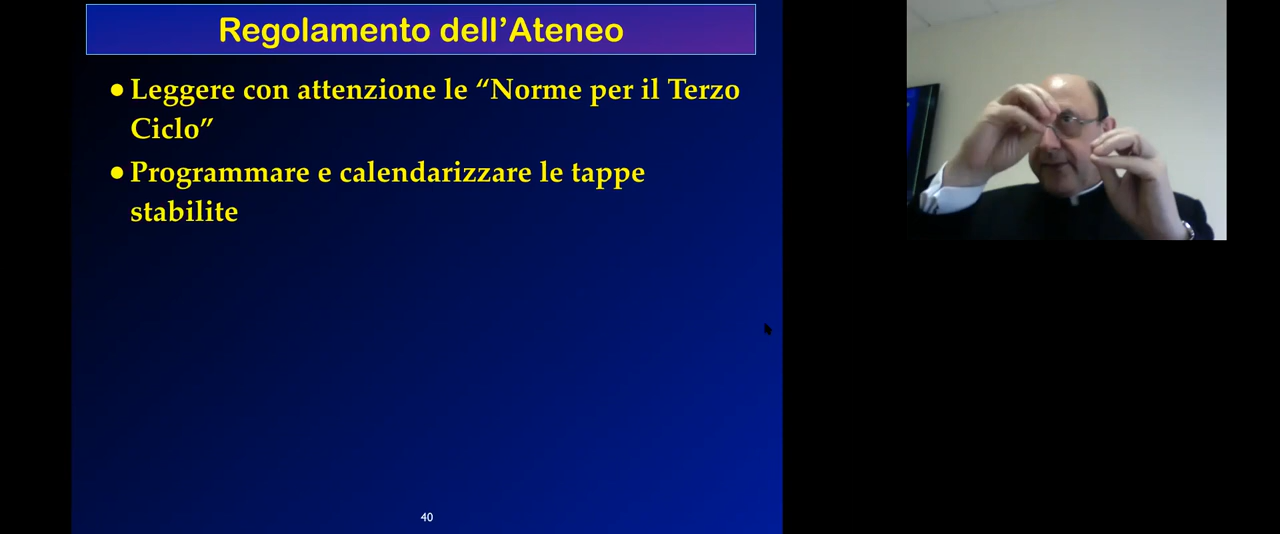 Regolamento dell’Ateneo
● Leggere con attenzione le “Norme per il Terzo
Ciclo”
● Programmare e calendarizzare le tappe
stabilite
40